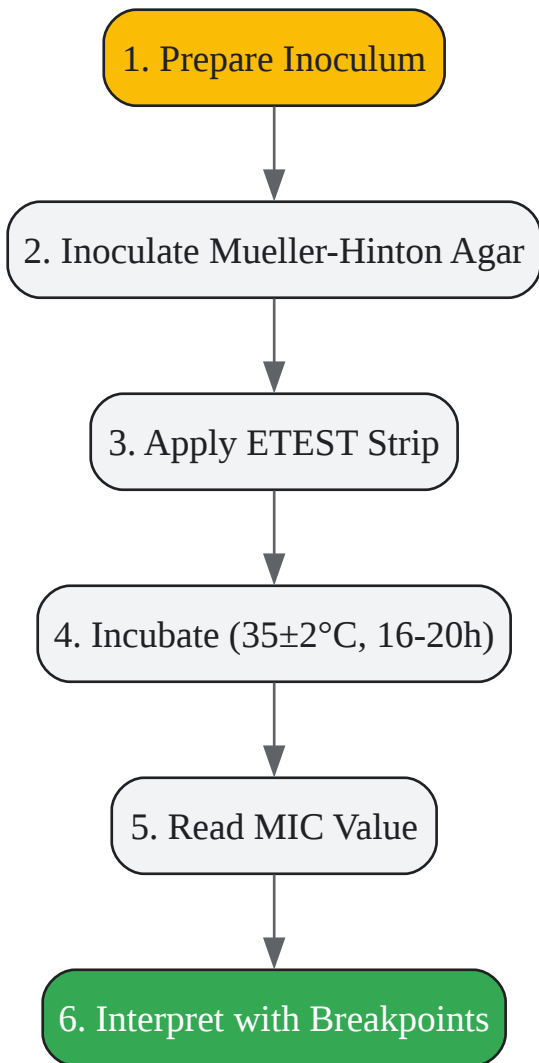 1. Prepare Inoculum
2. Inoculate Mueller-Hinton Agar
3. Apply ETEST Strip
4. Incubate (35±2°C, 16-20h)
5. Read MIC Value
6. Interpret with Breakpoints